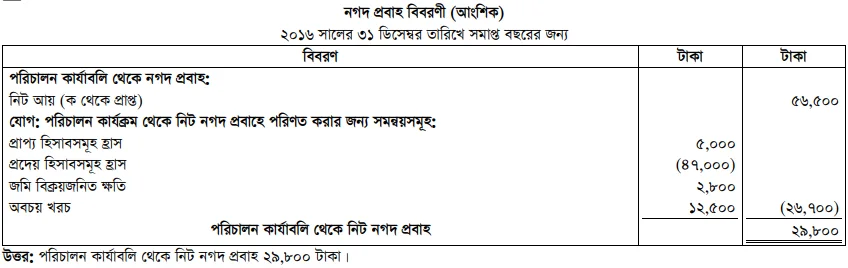 নগদ প্রবাহ বিবরণী (আংশিক)
২০১৬ সালের ৩১ ডিসেম্বর তারিখে সমাপ্ত বছরের জন্য
বিবরণ টাকা টাকা
পরিচালন কার্যাবলি থেকে নগদ প্রবাহ:
নিট আয় (ক থেকে প্রাপ্ত) ৫৬,৫০০
যোগ: পরিচালন কার্যক্রম থেকে নিট নগদ প্রবাহে পরিণত করার জন্য সমন্বয়সমূহ:
প্রাপ্য হিসাবসমূহ হ্রাস ৫,০০০
প্রদেয় হিসাবসমূহ হ্রাস (৪৭,০০০)
জমি বিক্রয়জনিত ক্ষতি ২,৮০০
অবচয় খরচ ১২,৫০০ (২৬,৭০০)
পরিচালন কার্যাবলি থেকে নিট নগদ প্রবাহ ২৯,৮০০
উত্তর: পরিচালন কার্যাবলি থেকে নিট নগদ প্রবাহ ২৯,৮০০ টাকা।